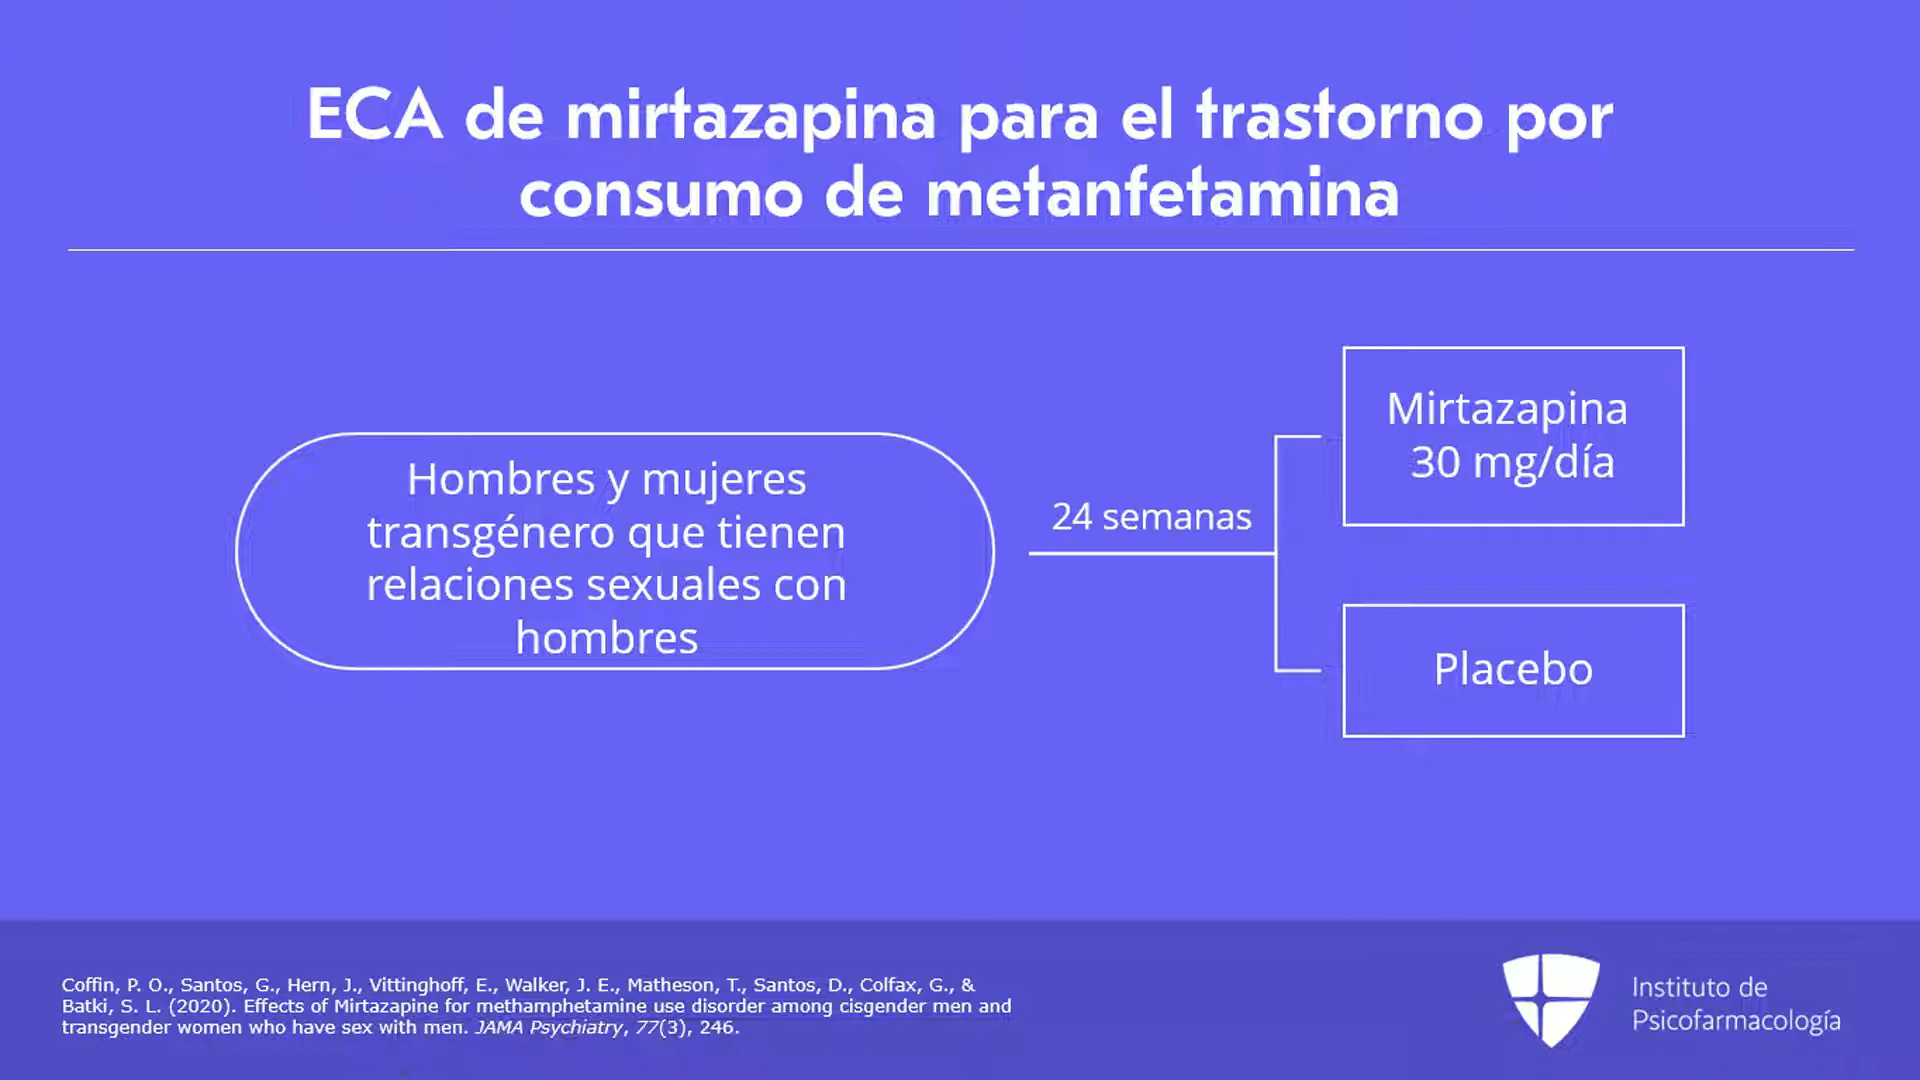 ECA de mirtazapina para el trastorno por
consumo de metanfetamina
Hombres y mujeres
transgénero que tienen
relaciones sexuales con
hombres
24 semanas
Mirtazapina
30 mg/día
Placebo
Coffin, P. O., Santos, G., Hern, J., Vittinghoff, E., Walker, J. E., Matheson, T., Santos, D., Colfax, G., &
Batki, S. L. (2020). Effects of Mirtazapine for methamphetamine use disorder among cisgender men and
transgender women who have sex with men. JAMA Psychiatry, 77(3), 246.
Instituto de
Psicofarmacología